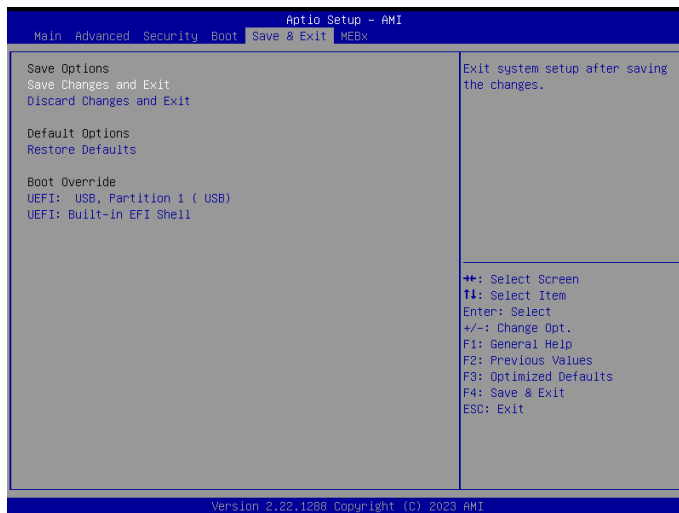 Aptio Setup - AMI
Main Advanced Security Boot Save & Exit MEBx
Save Options
Save Changes and Exit
Discard Changes and Exit
Default Options
Restore Defaults
Boot Override
UEFI: USB, Partition 1 ( USB)
UEFI: Built-in EFI Shell
Exit system setup after saving
the changes.
→←: Select Screen
↑↓: Select Item
Enter: Select
+/-: Change Opt.
F1: General Help
F2: Previous Values
F3: Optimized Defaults
F4: Save & Exit
ESC: Exit
Version 2.22.1288 Copyright (C) 2023 AMI